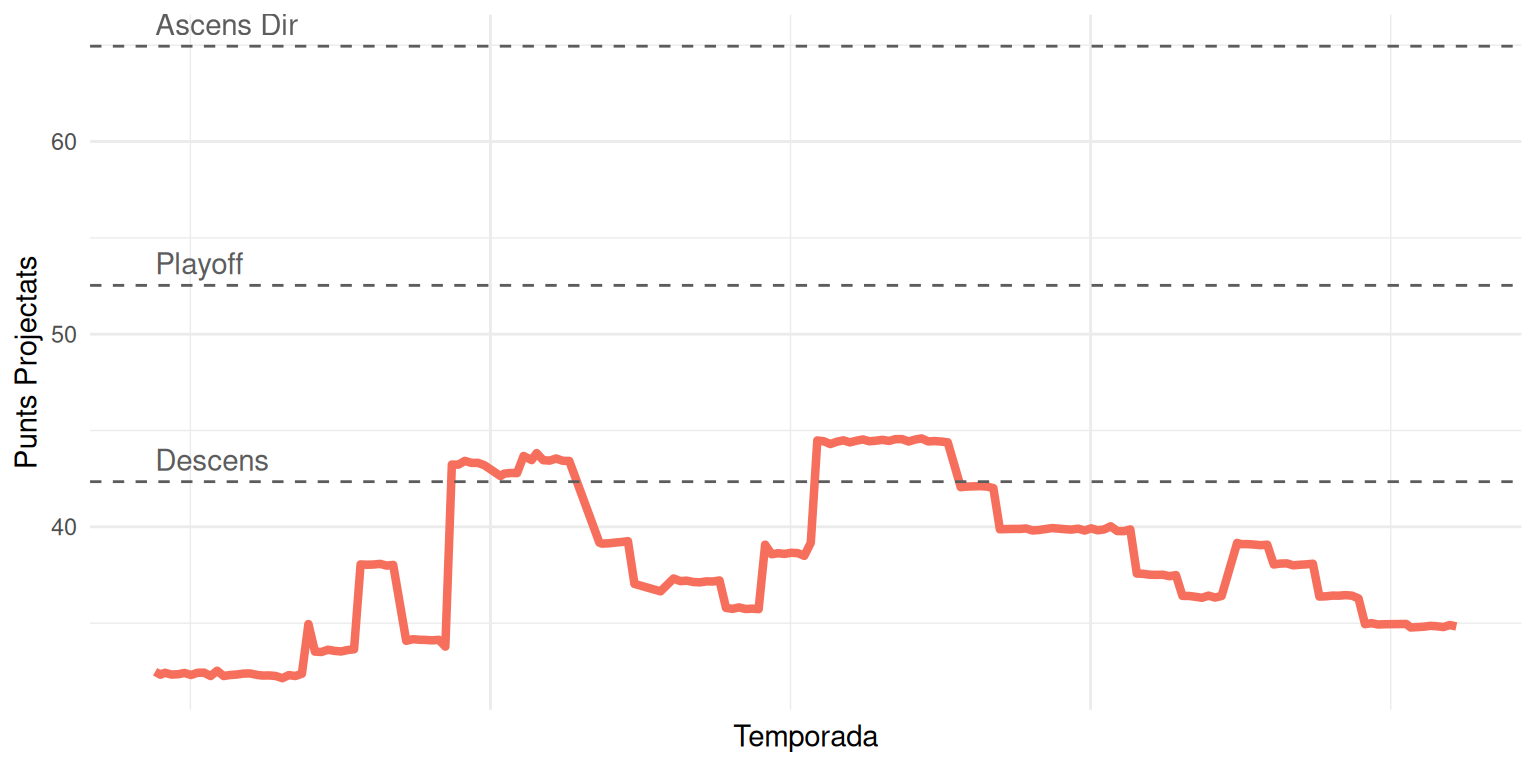 Ascens Dir
60
Playoff
50
Descens
40
Punts Projectats
Temporada